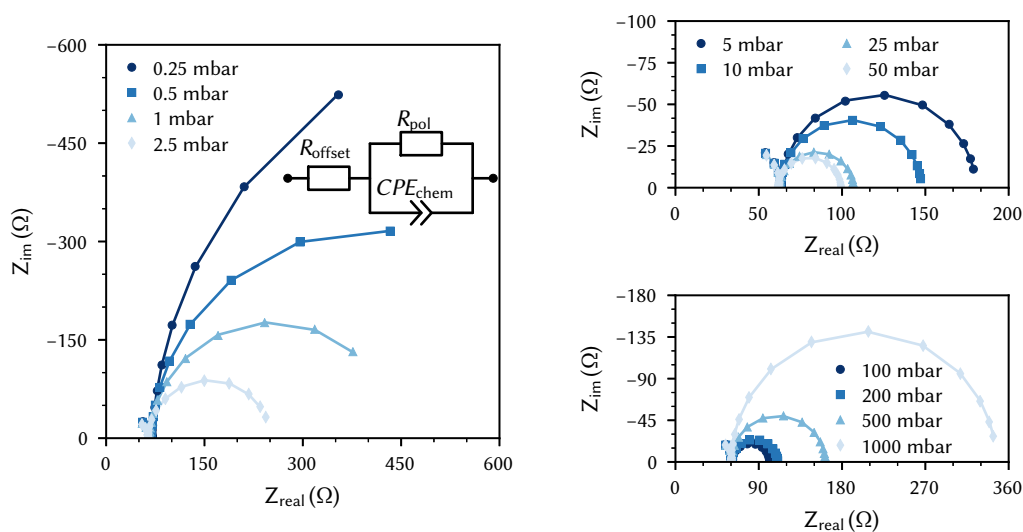 −600
−450
−300
−150
0
0
150
300
450
600
Z_im (Ω)
Z_real (Ω)
0.25 mbar
0.5 mbar
1 mbar
2.5 mbar
R_offset
R_pol
CPE_chem
−100
−75
−50
−25
0
0
50
100
150
200
Z_im (Ω)
Z_real (Ω)
5 mbar
10 mbar
25 mbar
50 mbar
−180
−135
−90
−45
0
0
90
180
270
360
Z_im (Ω)
Z_real (Ω)
100 mbar
200 mbar
500 mbar
1000 mbar